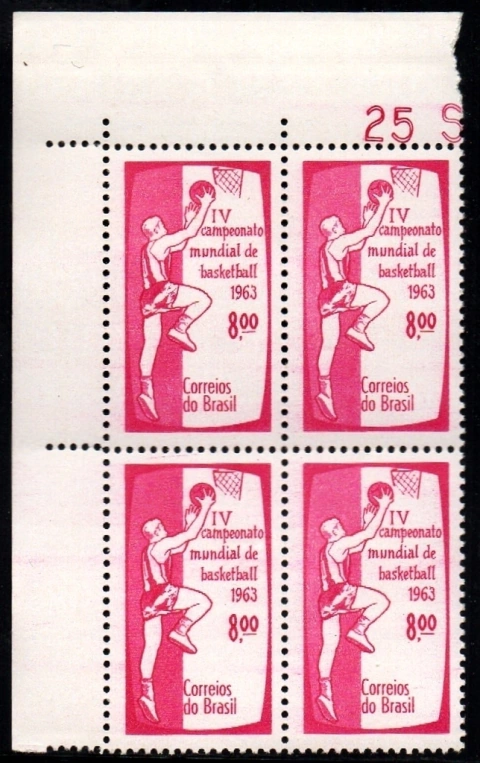 25 S
IV
campeonato
mundial de
basketball
1963
8,00
Correios
do Brasil
IV
campeonato
mundial de
basketball
1963
8,00
Correios
do Brasil
IV
campeonato
mundial de
basketball
1963
8,00
Correios
do Brasil
IV
campeonato
mundial de
basketball
1963
8,00
Correios
do Brasil